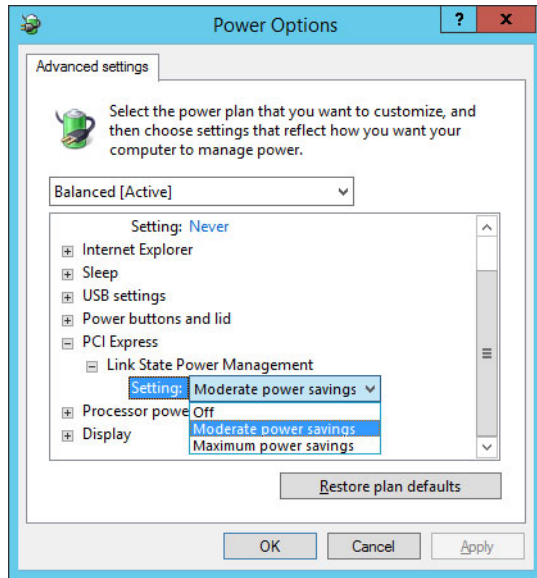 Power Options
?
x
Advanced settings
Select the power plan that you want to customize, and
then choose settings that reflect how you want your
computer to manage power.
Balanced [Active]
Setting: Never
Internet Explorer
Sleep
USB settings
Power buttons and lid
PCI Express
Link State Power Management
Setting: Moderate power savings
Processor powe
Off
Moderate power savings
Display
Maximum power savings
Restore plan defaults
OK
Cancel
Apply